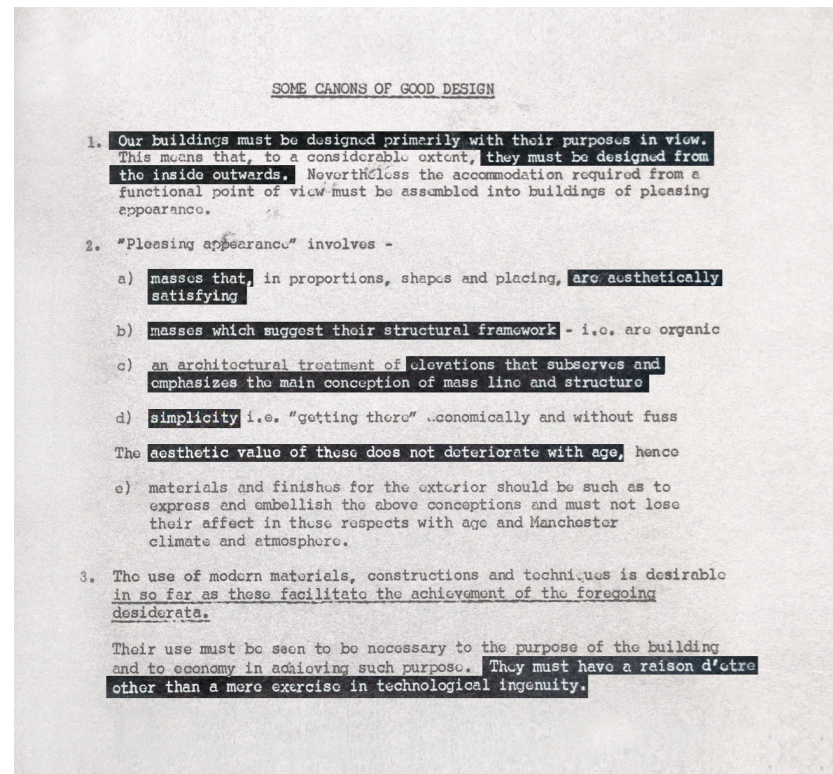 SOME CANONS OF GOOD DESIGN
1. Our buildings must be designed primarily with their purposes in view.
This means that, to a considerable extent, they must be designed from
the inside outwards. Nevertheless the accommodation required from a
functional point of view must be assembled into buildings of pleasing
appearance.
2. "Pleasing appearance" involves -
a) masses that, in proportions, shapes and placing, are aesthetically
satisfying
b) masses which suggest their structural framework - i.e. are organic
c) an architectural treatment of elevations that subserves and
emphasizes the main conception of mass line and structure
d) simplicity i.e. "getting there" economically and without fuss
The aesthetic value of these does not deteriorate with age, hence
e) materials and finishes for the exterior should be such as to
express and embellish the above conceptions and must not lose
their affect in these respects with age and Manchester
climate and atmosphere.
3. The use of modern materials, constructions and techniques is desirable
in so far as these facilitate the achievement of the foregoing
desiderata.
Their use must be seen to be necessary to the purpose of the building
and to economy in achieving such purpose. They must have a raison d'etre
other than a mere exercise in technological ingenuity.